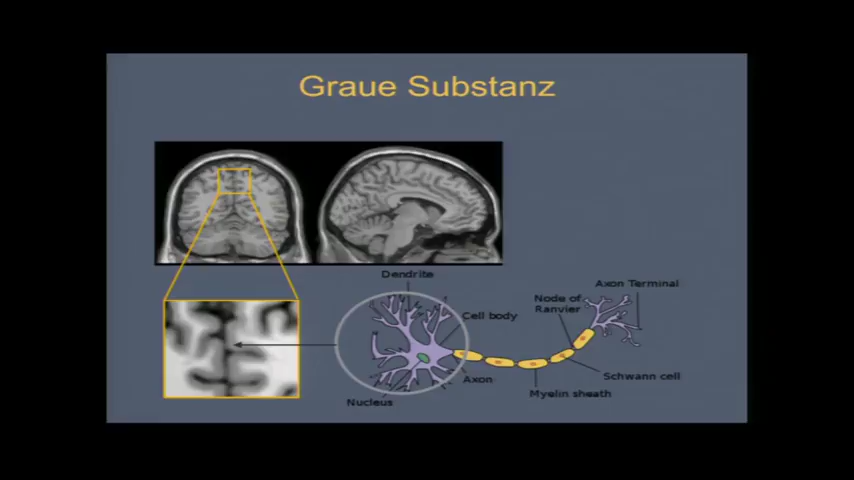 Graue Substanz
Dendrite
Cell body
Axon
Nucleus
Node of
Ranvier
Axon Terminal
Schwann cell
Myelin sheath